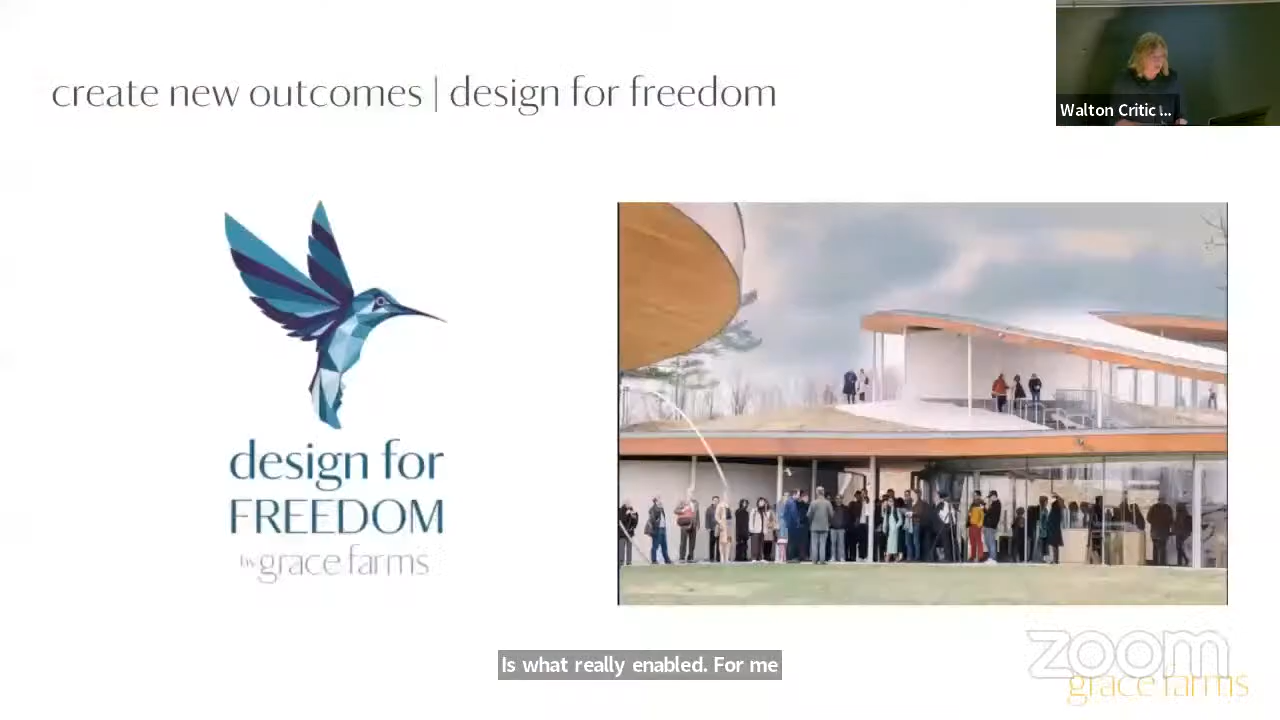 create new outcomes | design for freedom
Walton Critic i...
design for
FREEDOM
by grace farms
Is what really enabled. For me
zoom
grace farms